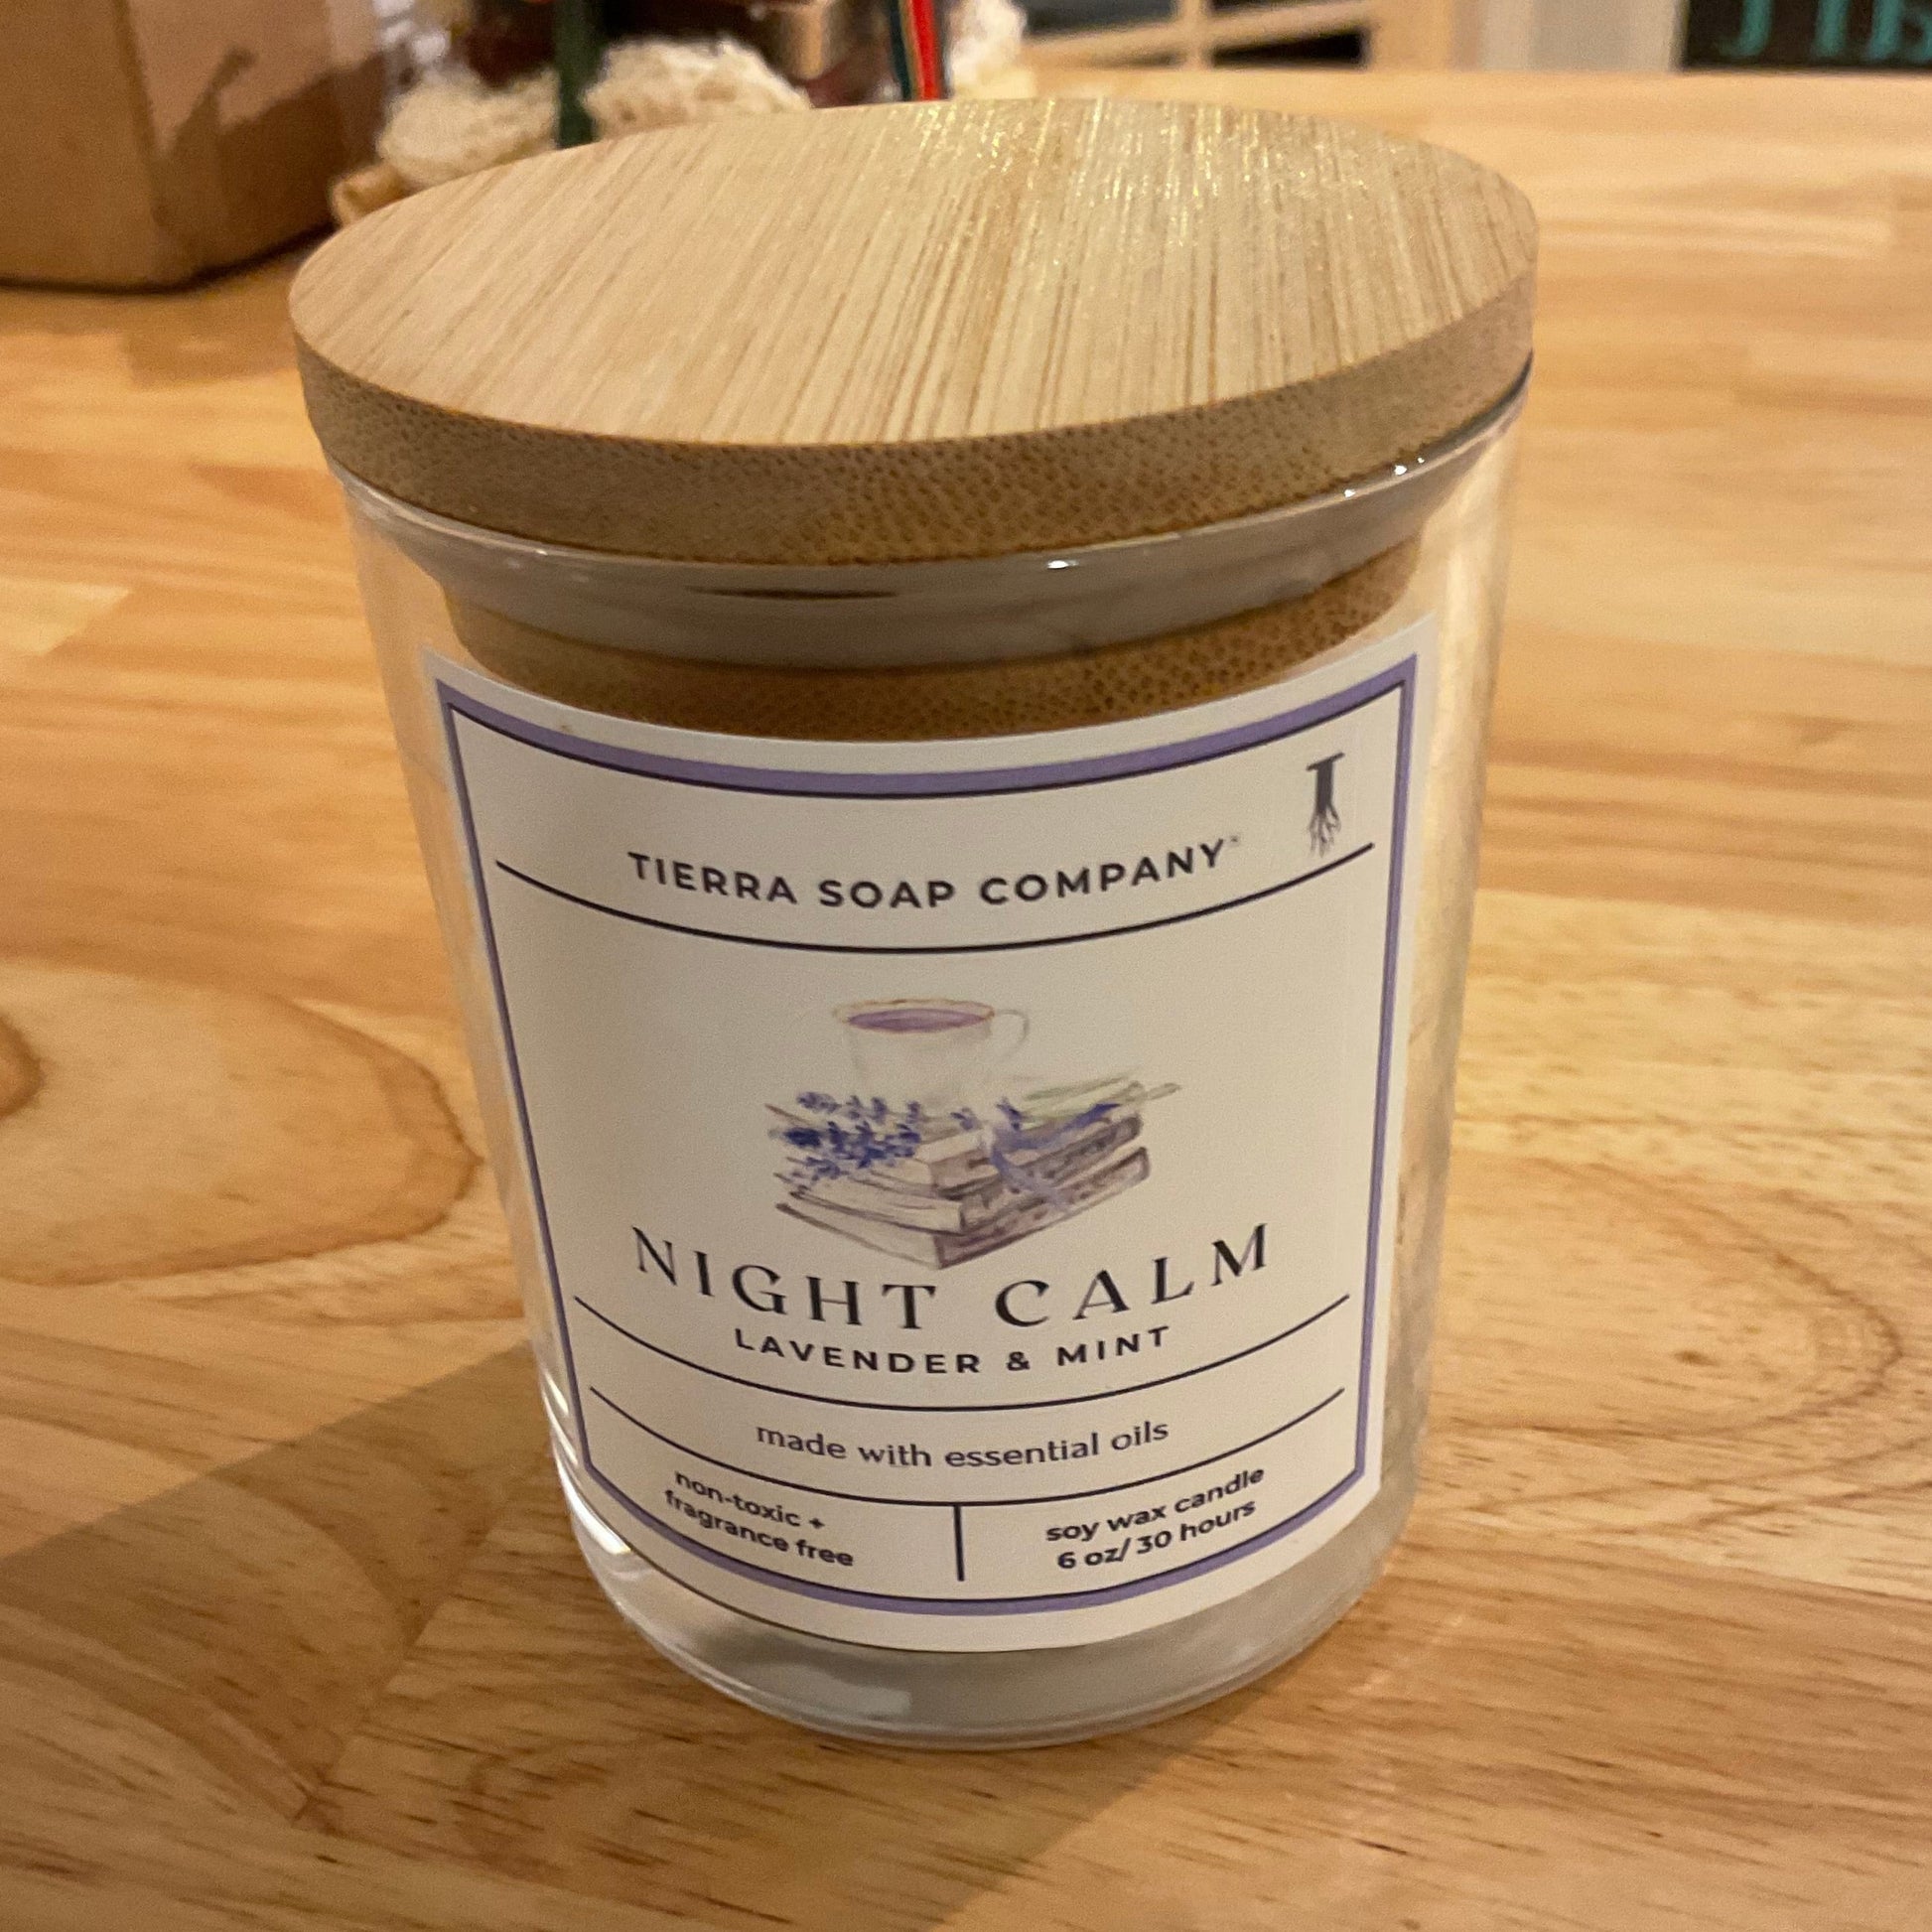 TIERRA SOAP COMPANY
NIGHT CALM
LAVENDER & MINT
made with essential oils
non-toxic +
fragrance free
soy wax candle
6 oz/ 30 hours